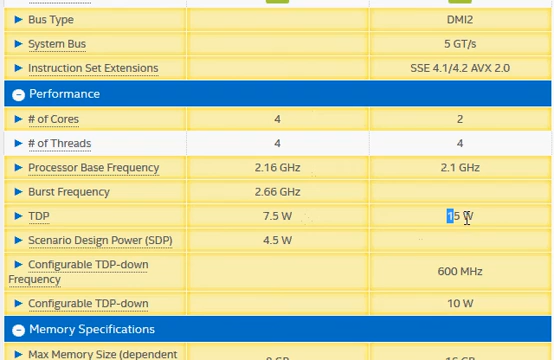 Bus Type DMI2
System Bus 5 GT/s
Instruction Set Extensions SSE 4.1/4.2 AVX 2.0
Performance
# of Cores 4 2
# of Threads 4 4
Processor Base Frequency 2.16 GHz 2.1 GHz
Burst Frequency 2.66 GHz
TDP 7.5 W 15 W
Scenario Design Power (SDP) 4.5 W
Configurable TDP-down
Frequency 600 MHz
Configurable TDP-down 10 W
Memory Specifications
Max Memory Size (dependent